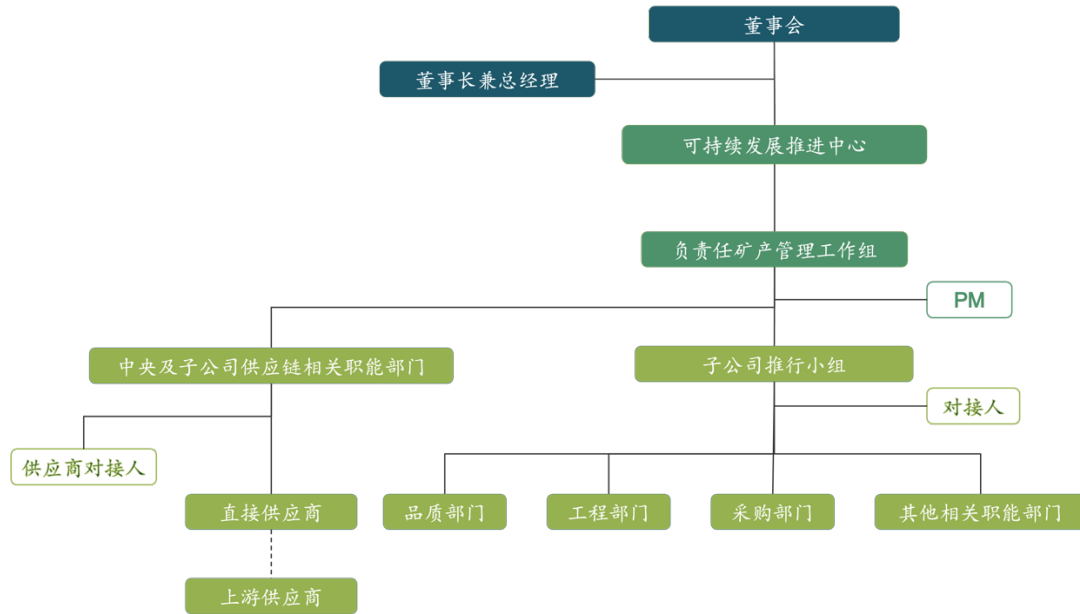 董事会
董事长兼总经理
可持续发展推进中心
负责任矿产管理工作组
PM
中央及子公司供应链相关职能部门
子公司推行小组
对接人
供应商对接人
直接供应商
品质部门
工程部门
采购部门
其他相关职能部门
上游供应商